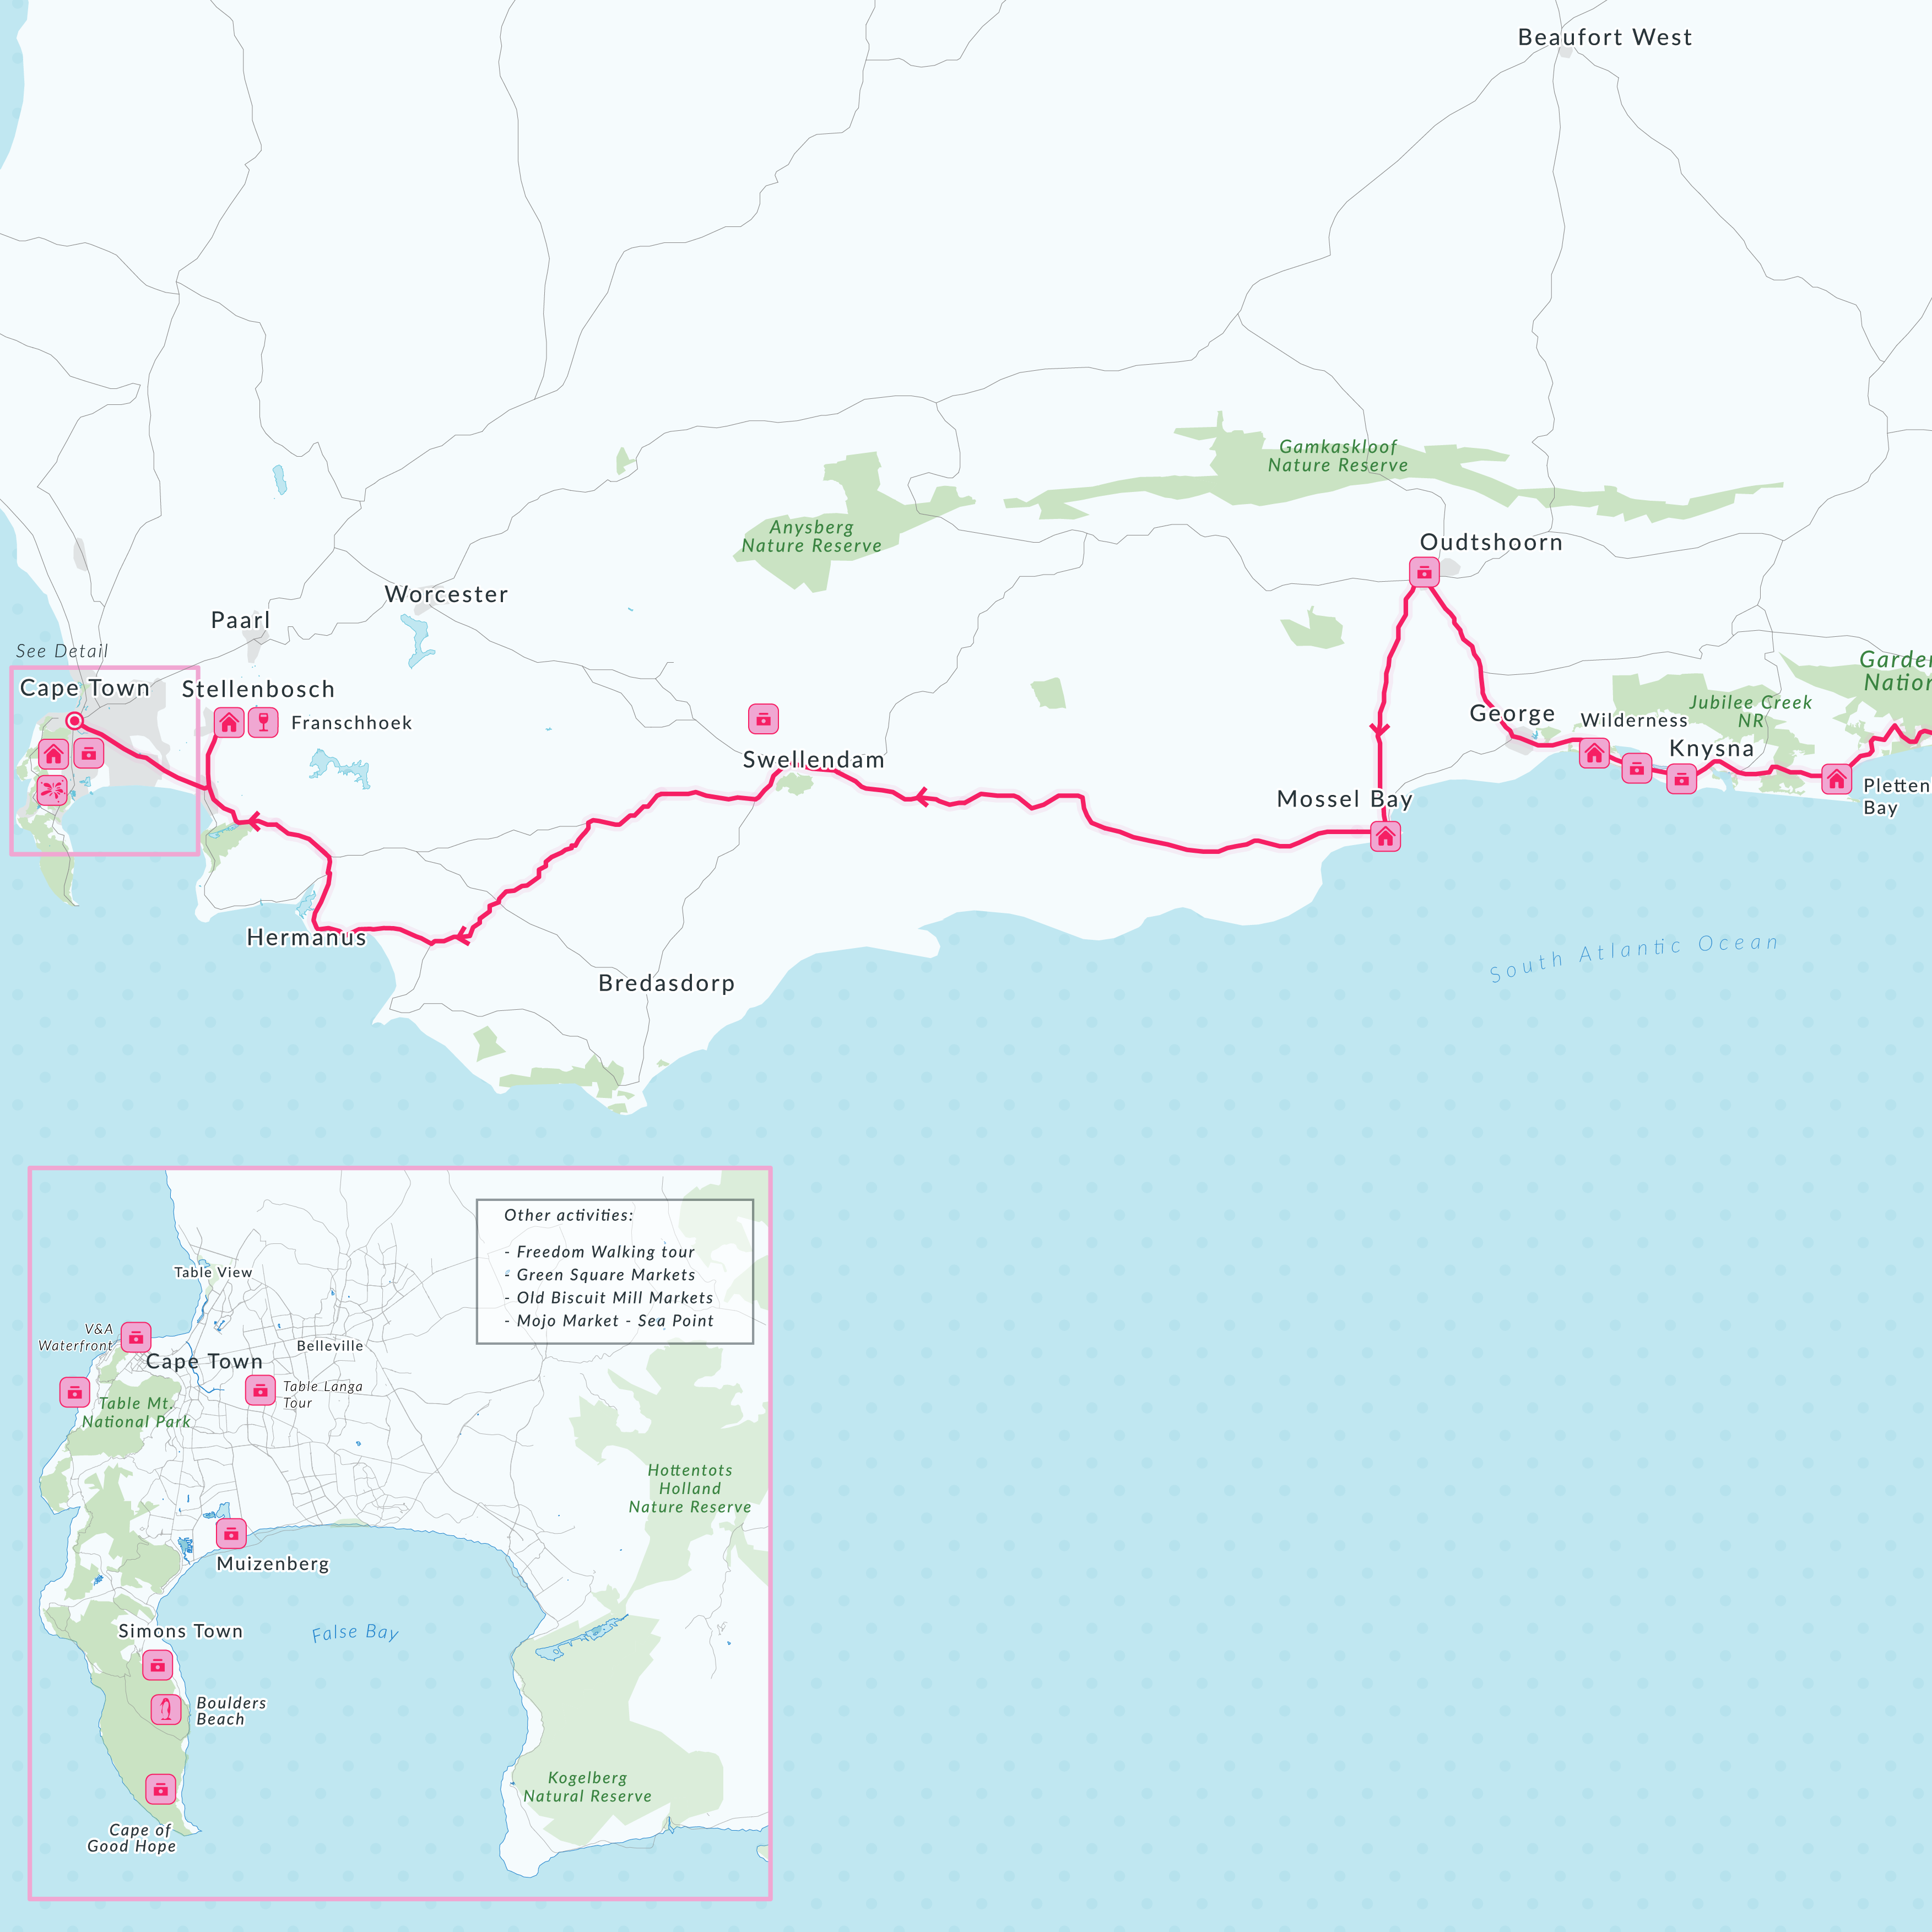 Beaufort West
Gamkaskloof
Nature Reserve
Anysberg
Nature Reserve
Oudtshoorn
Worcester
Paarl
See Detail
Cape Town
Stellenbosch
Franschhoek
Garde
Natio
Jubilee Creek
NR
George
Wilderness
Knysna
Swellendam
Pletten
Bay
Mossel Bay
Hermanus
South Atlantic Ocean
Bredasdorp
Other activities:
- Freedom Walking tour
- Green Square Markets
- Old Biscuit Mill Markets
- Mojo Market - Sea Point
Table View
V&A
Waterfront
Belleville
Cape Town
Table Langa
Tour
Table Mt.
National Park
Hottentots
Holland
Nature Reserve
Muizenberg
Simons Town
False Bay
Boulders
Beach
Kogelberg
Natural Reserve
Cape of
Good Hope